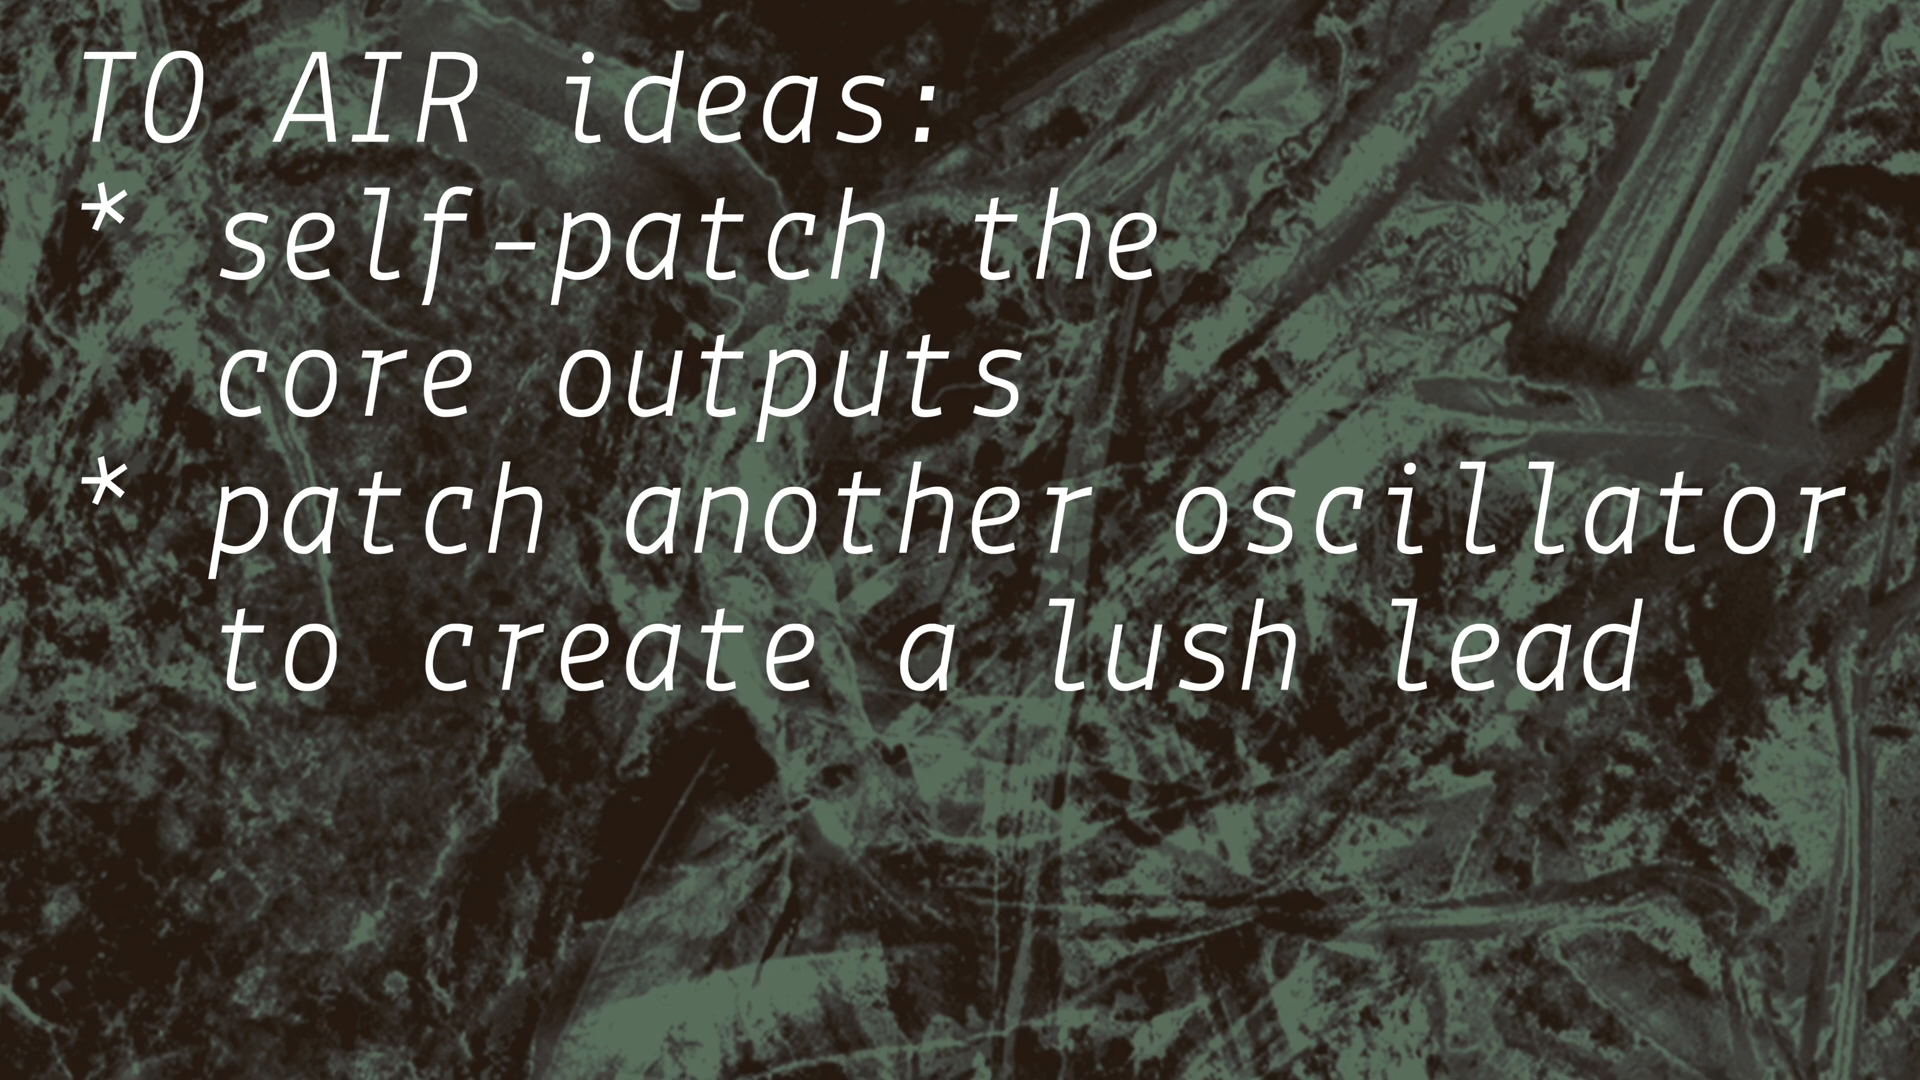 TO AIR ideas:
* self-patch the
core outputs
* patch another oscillator
to create a lush lead